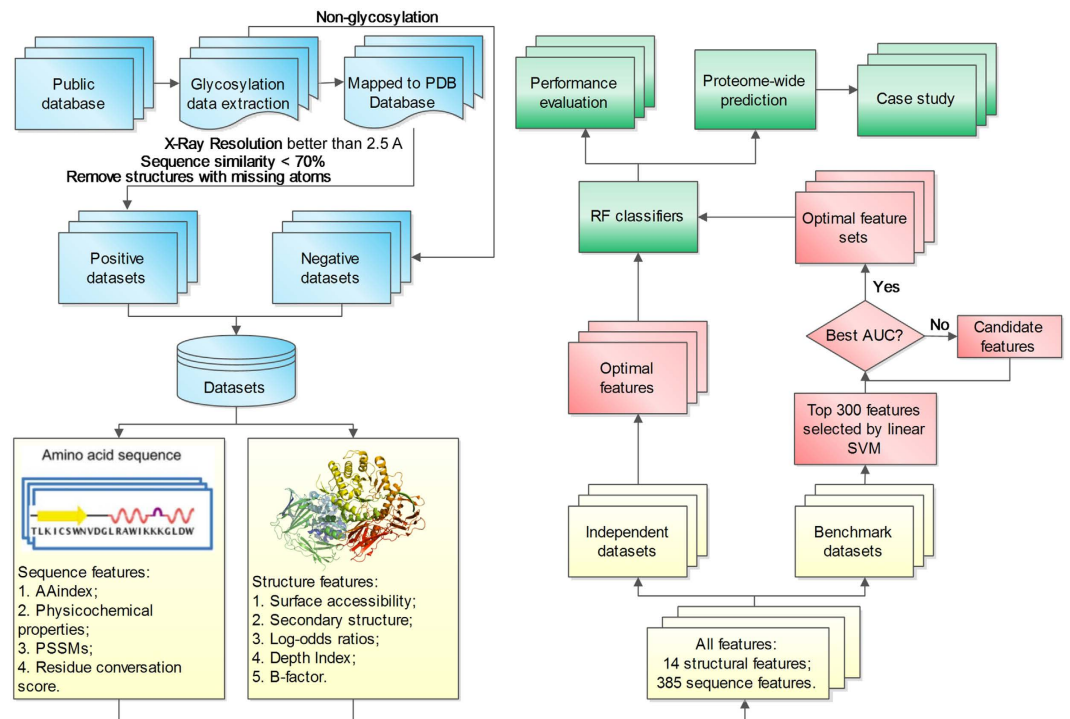 Non-glycosylation
Public
database
Glycosylation
data extraction
Mapped to PDB
Database
X-Ray Resolution better than 2.5 A
Sequence similarity < 70%
Remove structures with missing atoms
Positive
datasets
Negative
datasets
Datasets
Amino acid sequence
TLKICSWNVDGLRAWIKKKGLDW
Sequence features:
1. AAindex;
2. Physicochemical
properties;
3. PSSMs;
4. Residue conversation
score.
Structure features:
1. Surface accessibility;
2. Secondary structure;
3. Log-odds ratios;
4. Depth Index;
5. B-factor.
Performance
evaluation
Proteome-wide
prediction
Case study
RF classifiers
Optimal feature
sets
Yes
Best AUC?
No
Candidate
features
Optimal
features
Top 300 features
selected by linear
SVM
Independent
datasets
Benchmark
datasets
All features:
14 structural features;
385 sequence features.